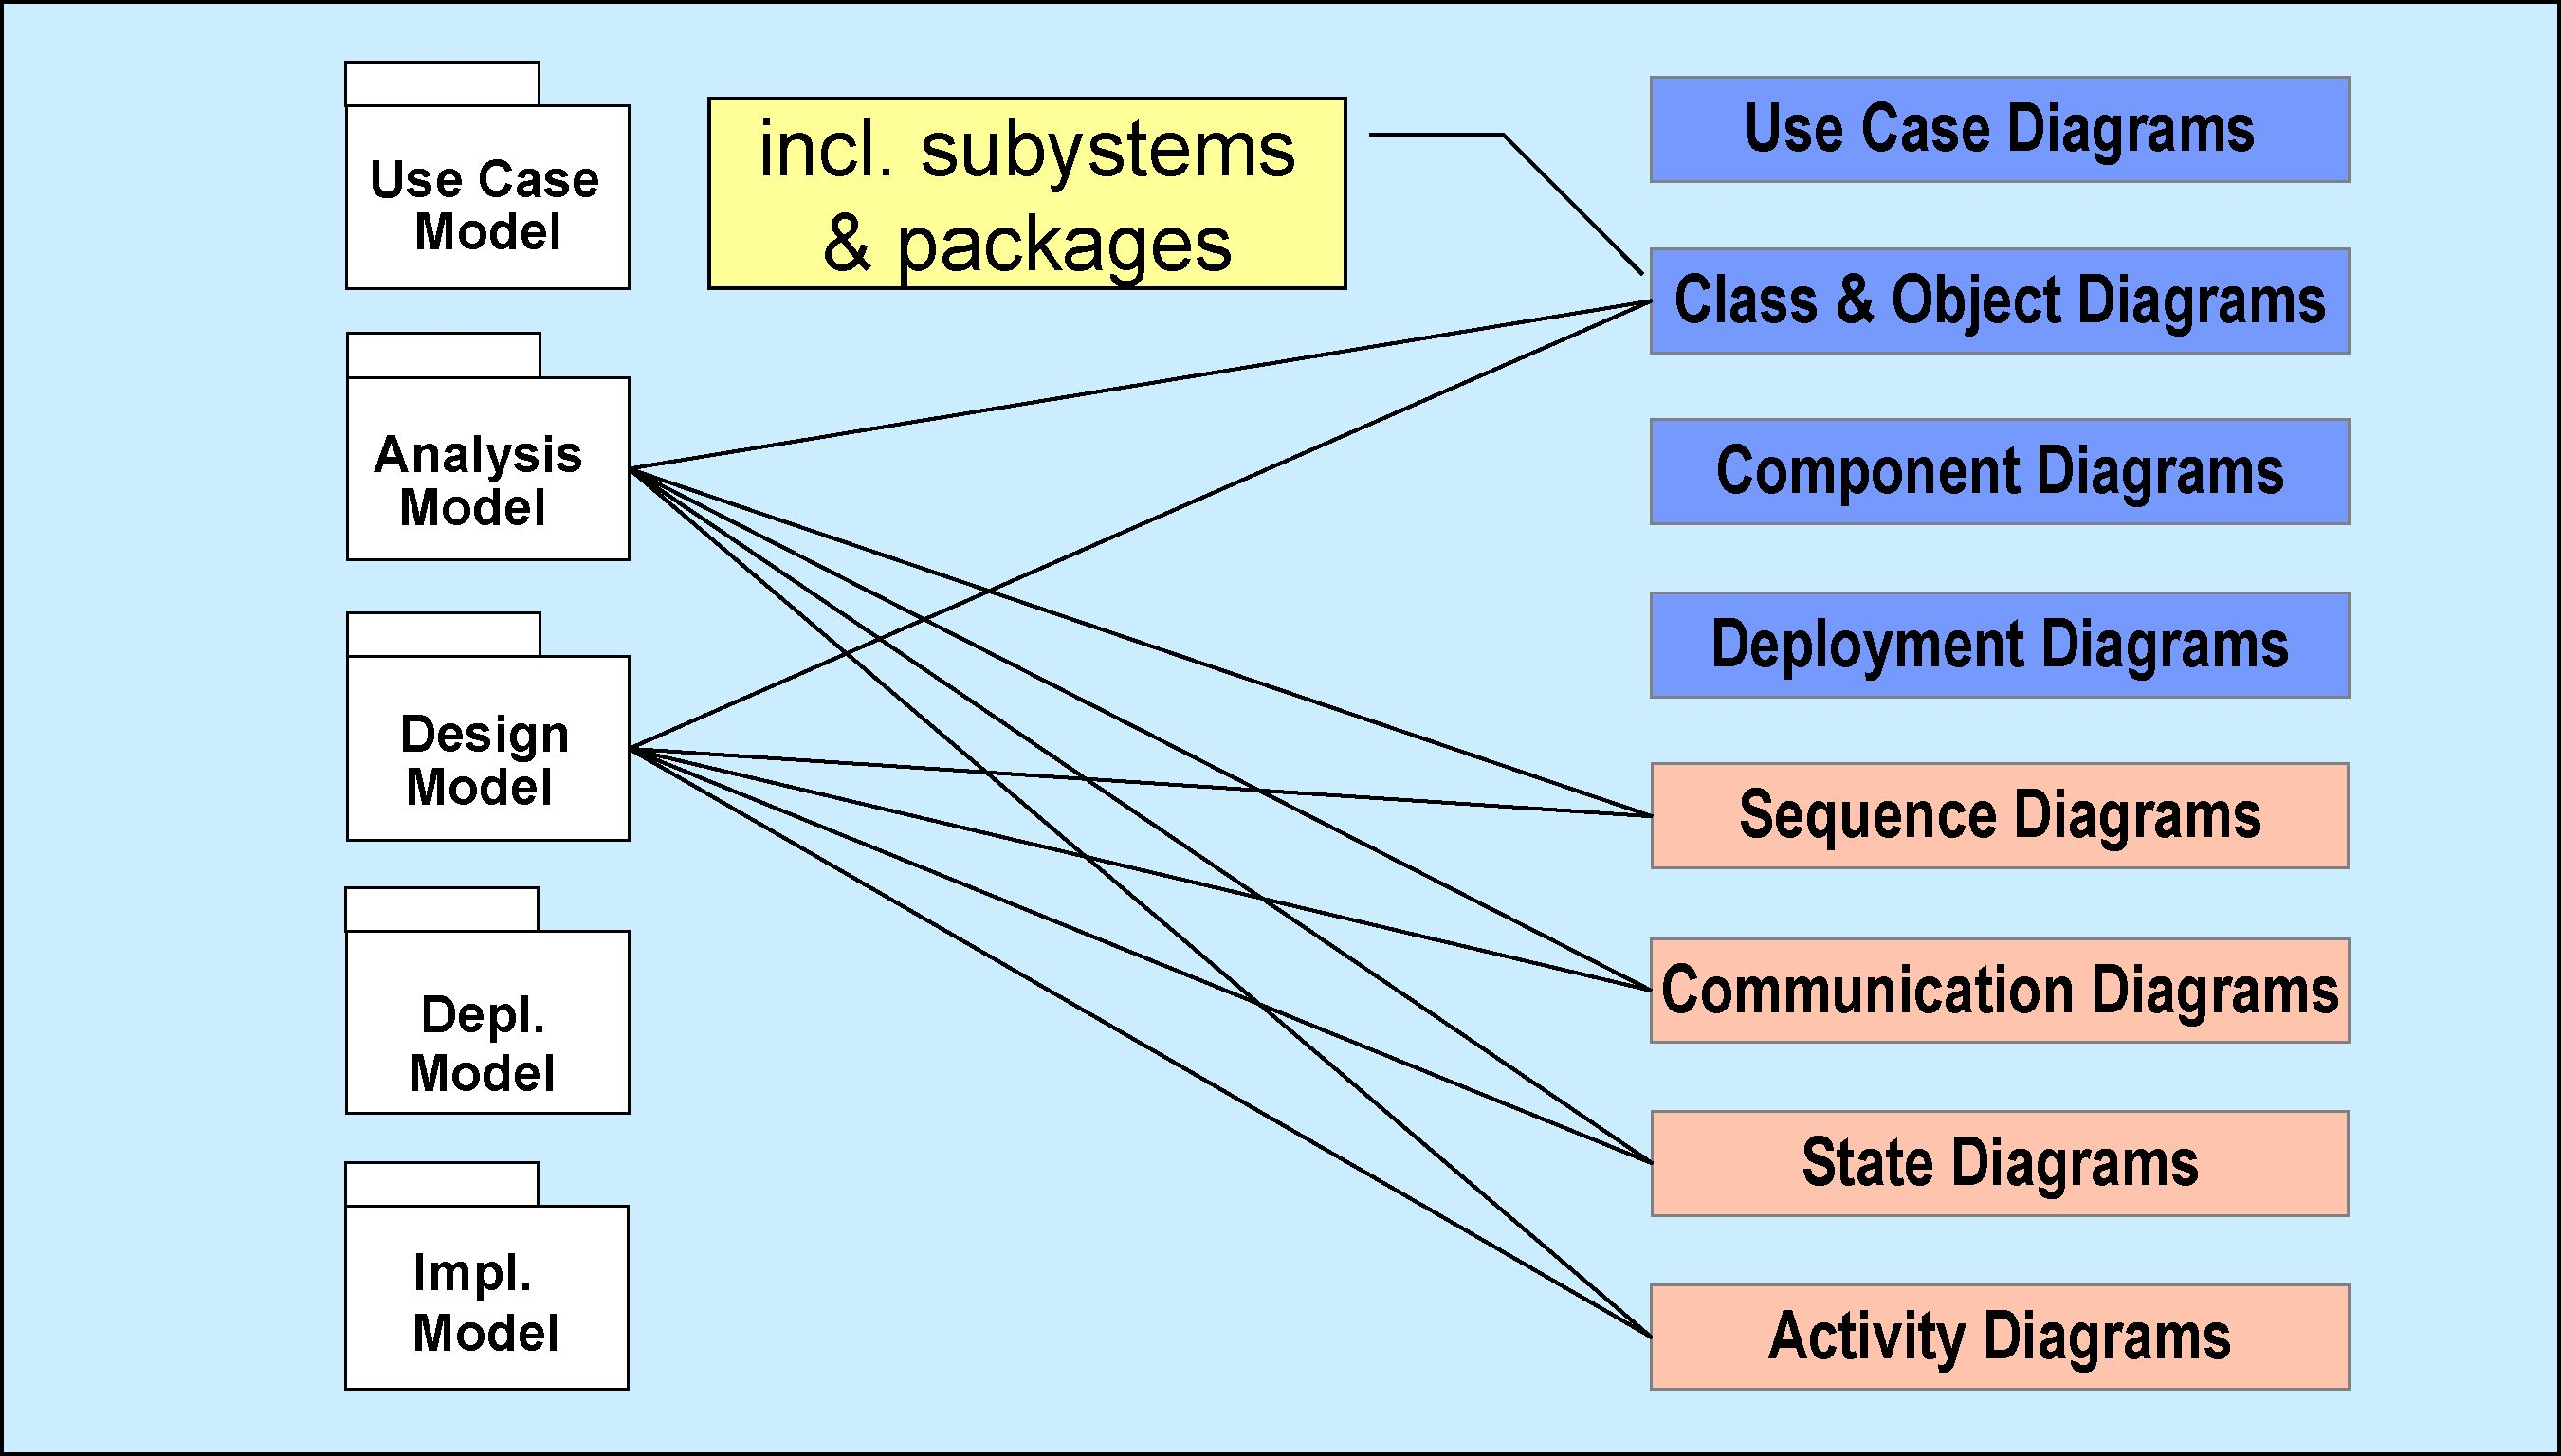 Use Case
Model
incl. subystems
& packages
Analysis
Model
Design
Model
Depl.
Model
Impl.
Model
Use Case Diagrams
Class & Object Diagrams
Component Diagrams
Deployment Diagrams
Sequence Diagrams
Communication Diagrams
State Diagrams
Activity Diagrams